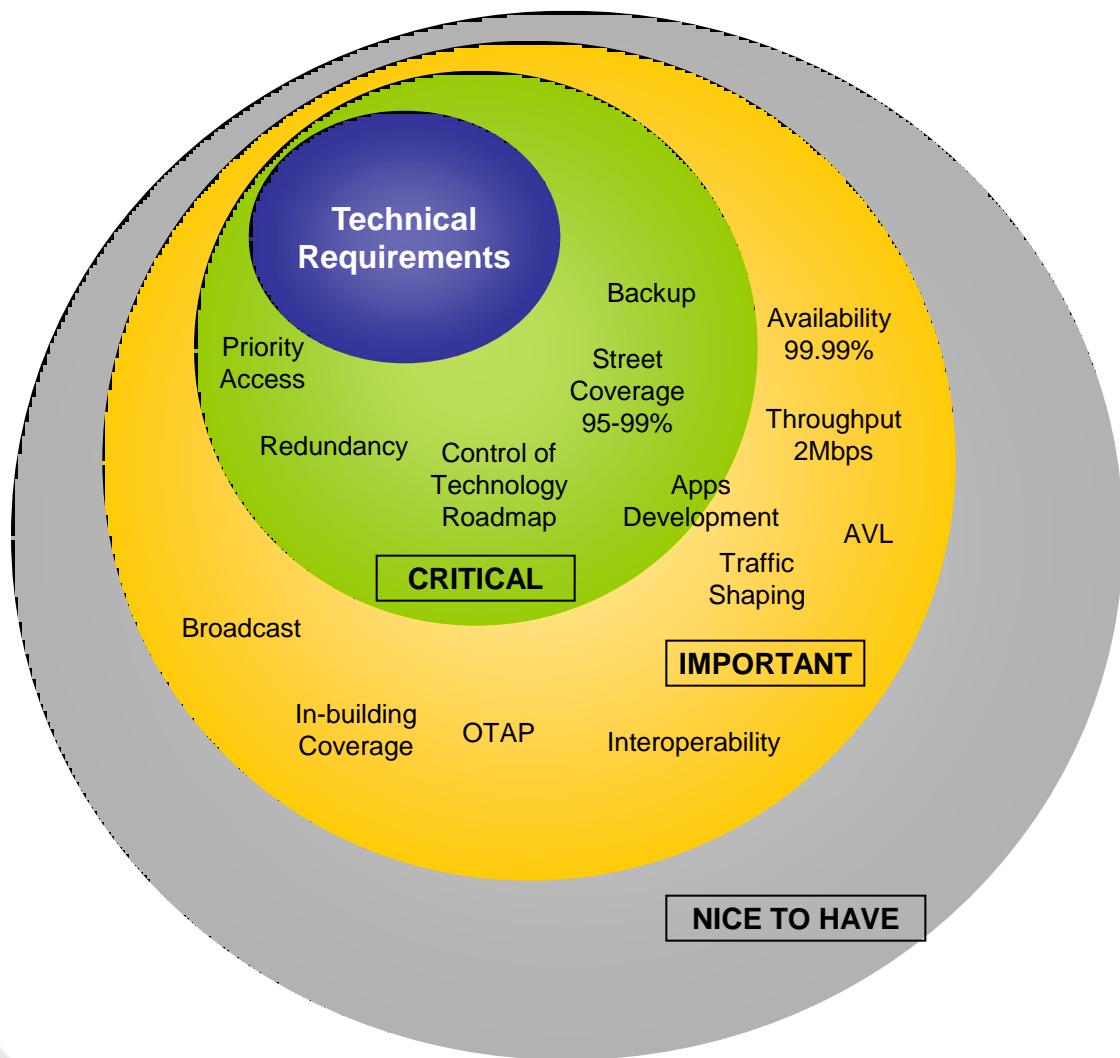 Technical
Requirements
Backup
Availability
99.99%
Priority
Access
Street
Coverage
95-99%
Throughput
2Mbps
Redundancy
Control of
Technology
Roadmap
Apps
Development
AVL
Traffic
Shaping
CRITICAL
Broadcast
IMPORTANT
In-building
Coverage
OTAP
Interoperability
NICE TO HAVE